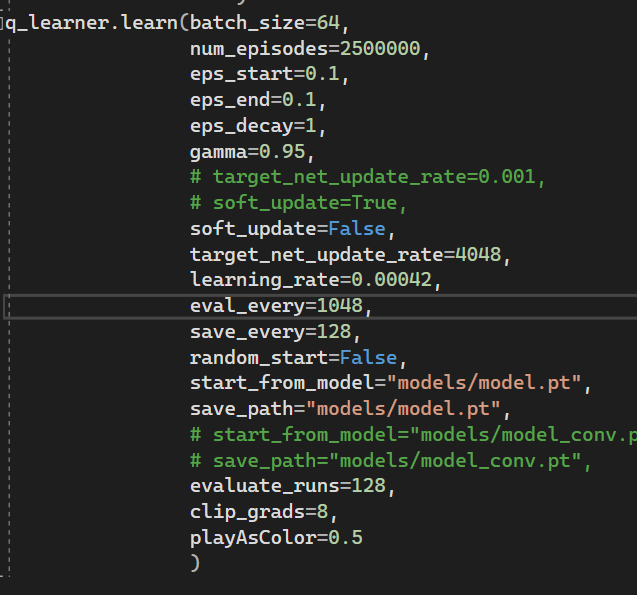 q_learner.learn(batch_size=64,
num_episodes=2500000,
eps_start=0.1,
eps_end=0.1,
eps_decay=1,
gamma=0.95,
# target_net_update_rate=0.001,
# soft_update=True,
soft_update=False,
target_net_update_rate=4048,
learning_rate=0.00042,
eval_every=1048,
save_every=128,
random_start=False,
start_from_model="models/model.pt",
save_path="models/model.pt",
# start_from_model="models/model_conv.p
# save_path="models/model_conv.pt",
evaluate_runs=128,
clip_grads=8,
playAsColor=0.5
)